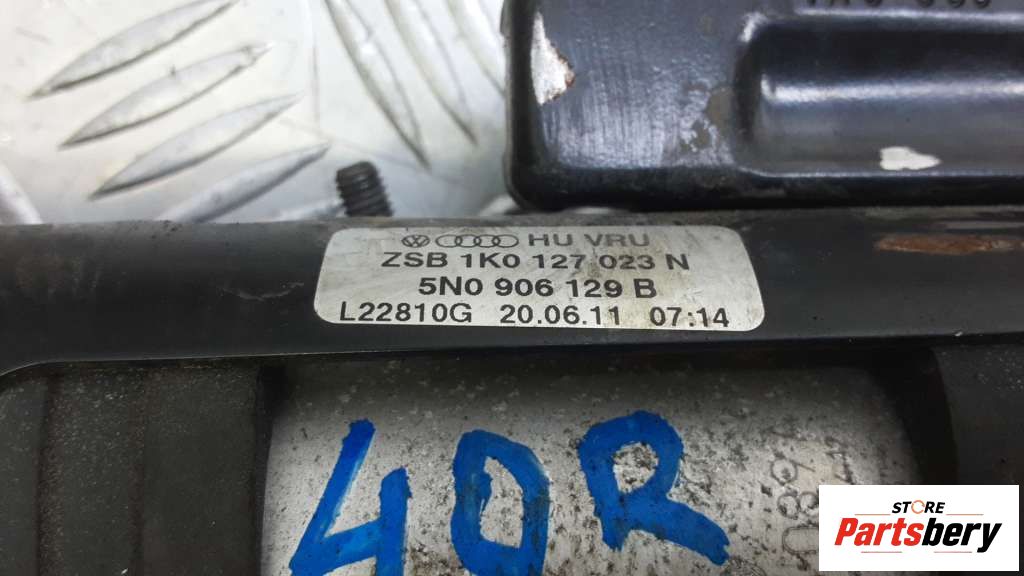 HU VRU
ZSB 1K0 127 023 N
5N0 906 129 B
L22810G 20.06.11 07:14
40R
STORE
Partsbery